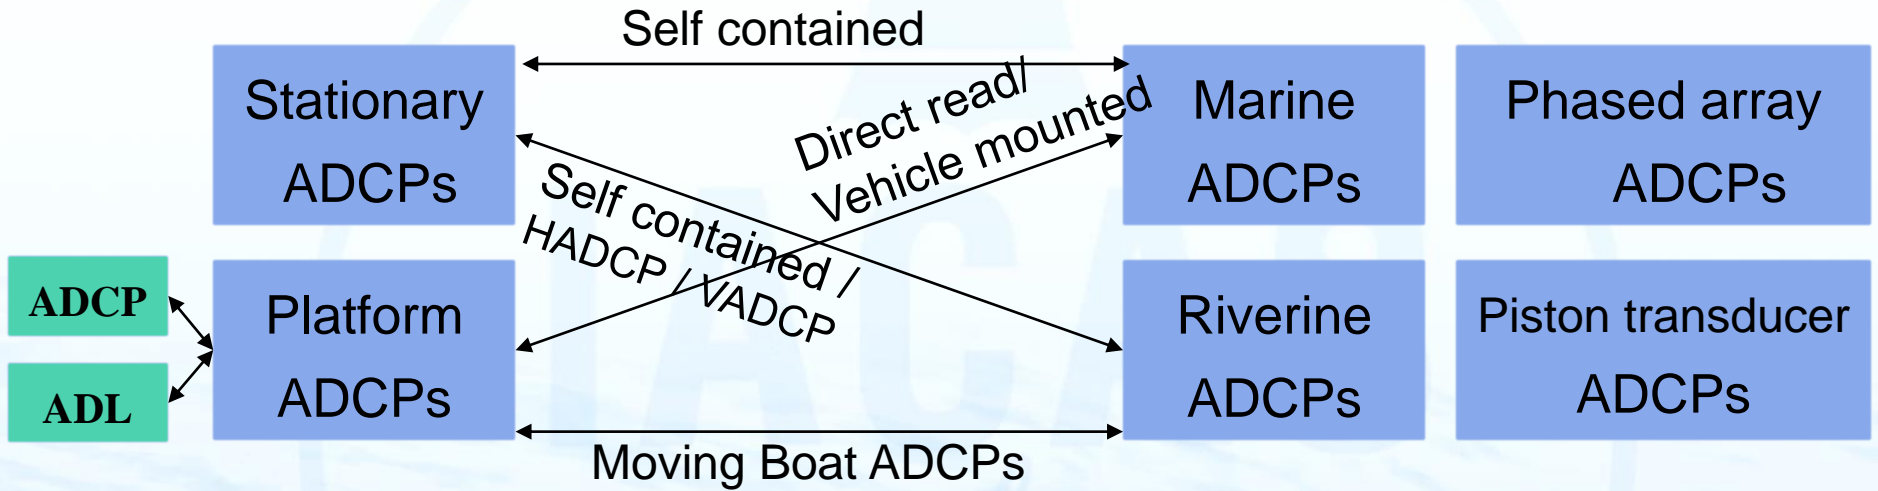 Self contained
Stationary
ADCPs
Direct read/
Vehicle mounted
Marine
ADCPs
Phased array
ADCPs
Self contained /
HADCP / VADCP
ADCP
ADL
Platform
ADCPs
Riverine
ADCPs
Piston transducer
ADCPs
Moving Boat ADCPs